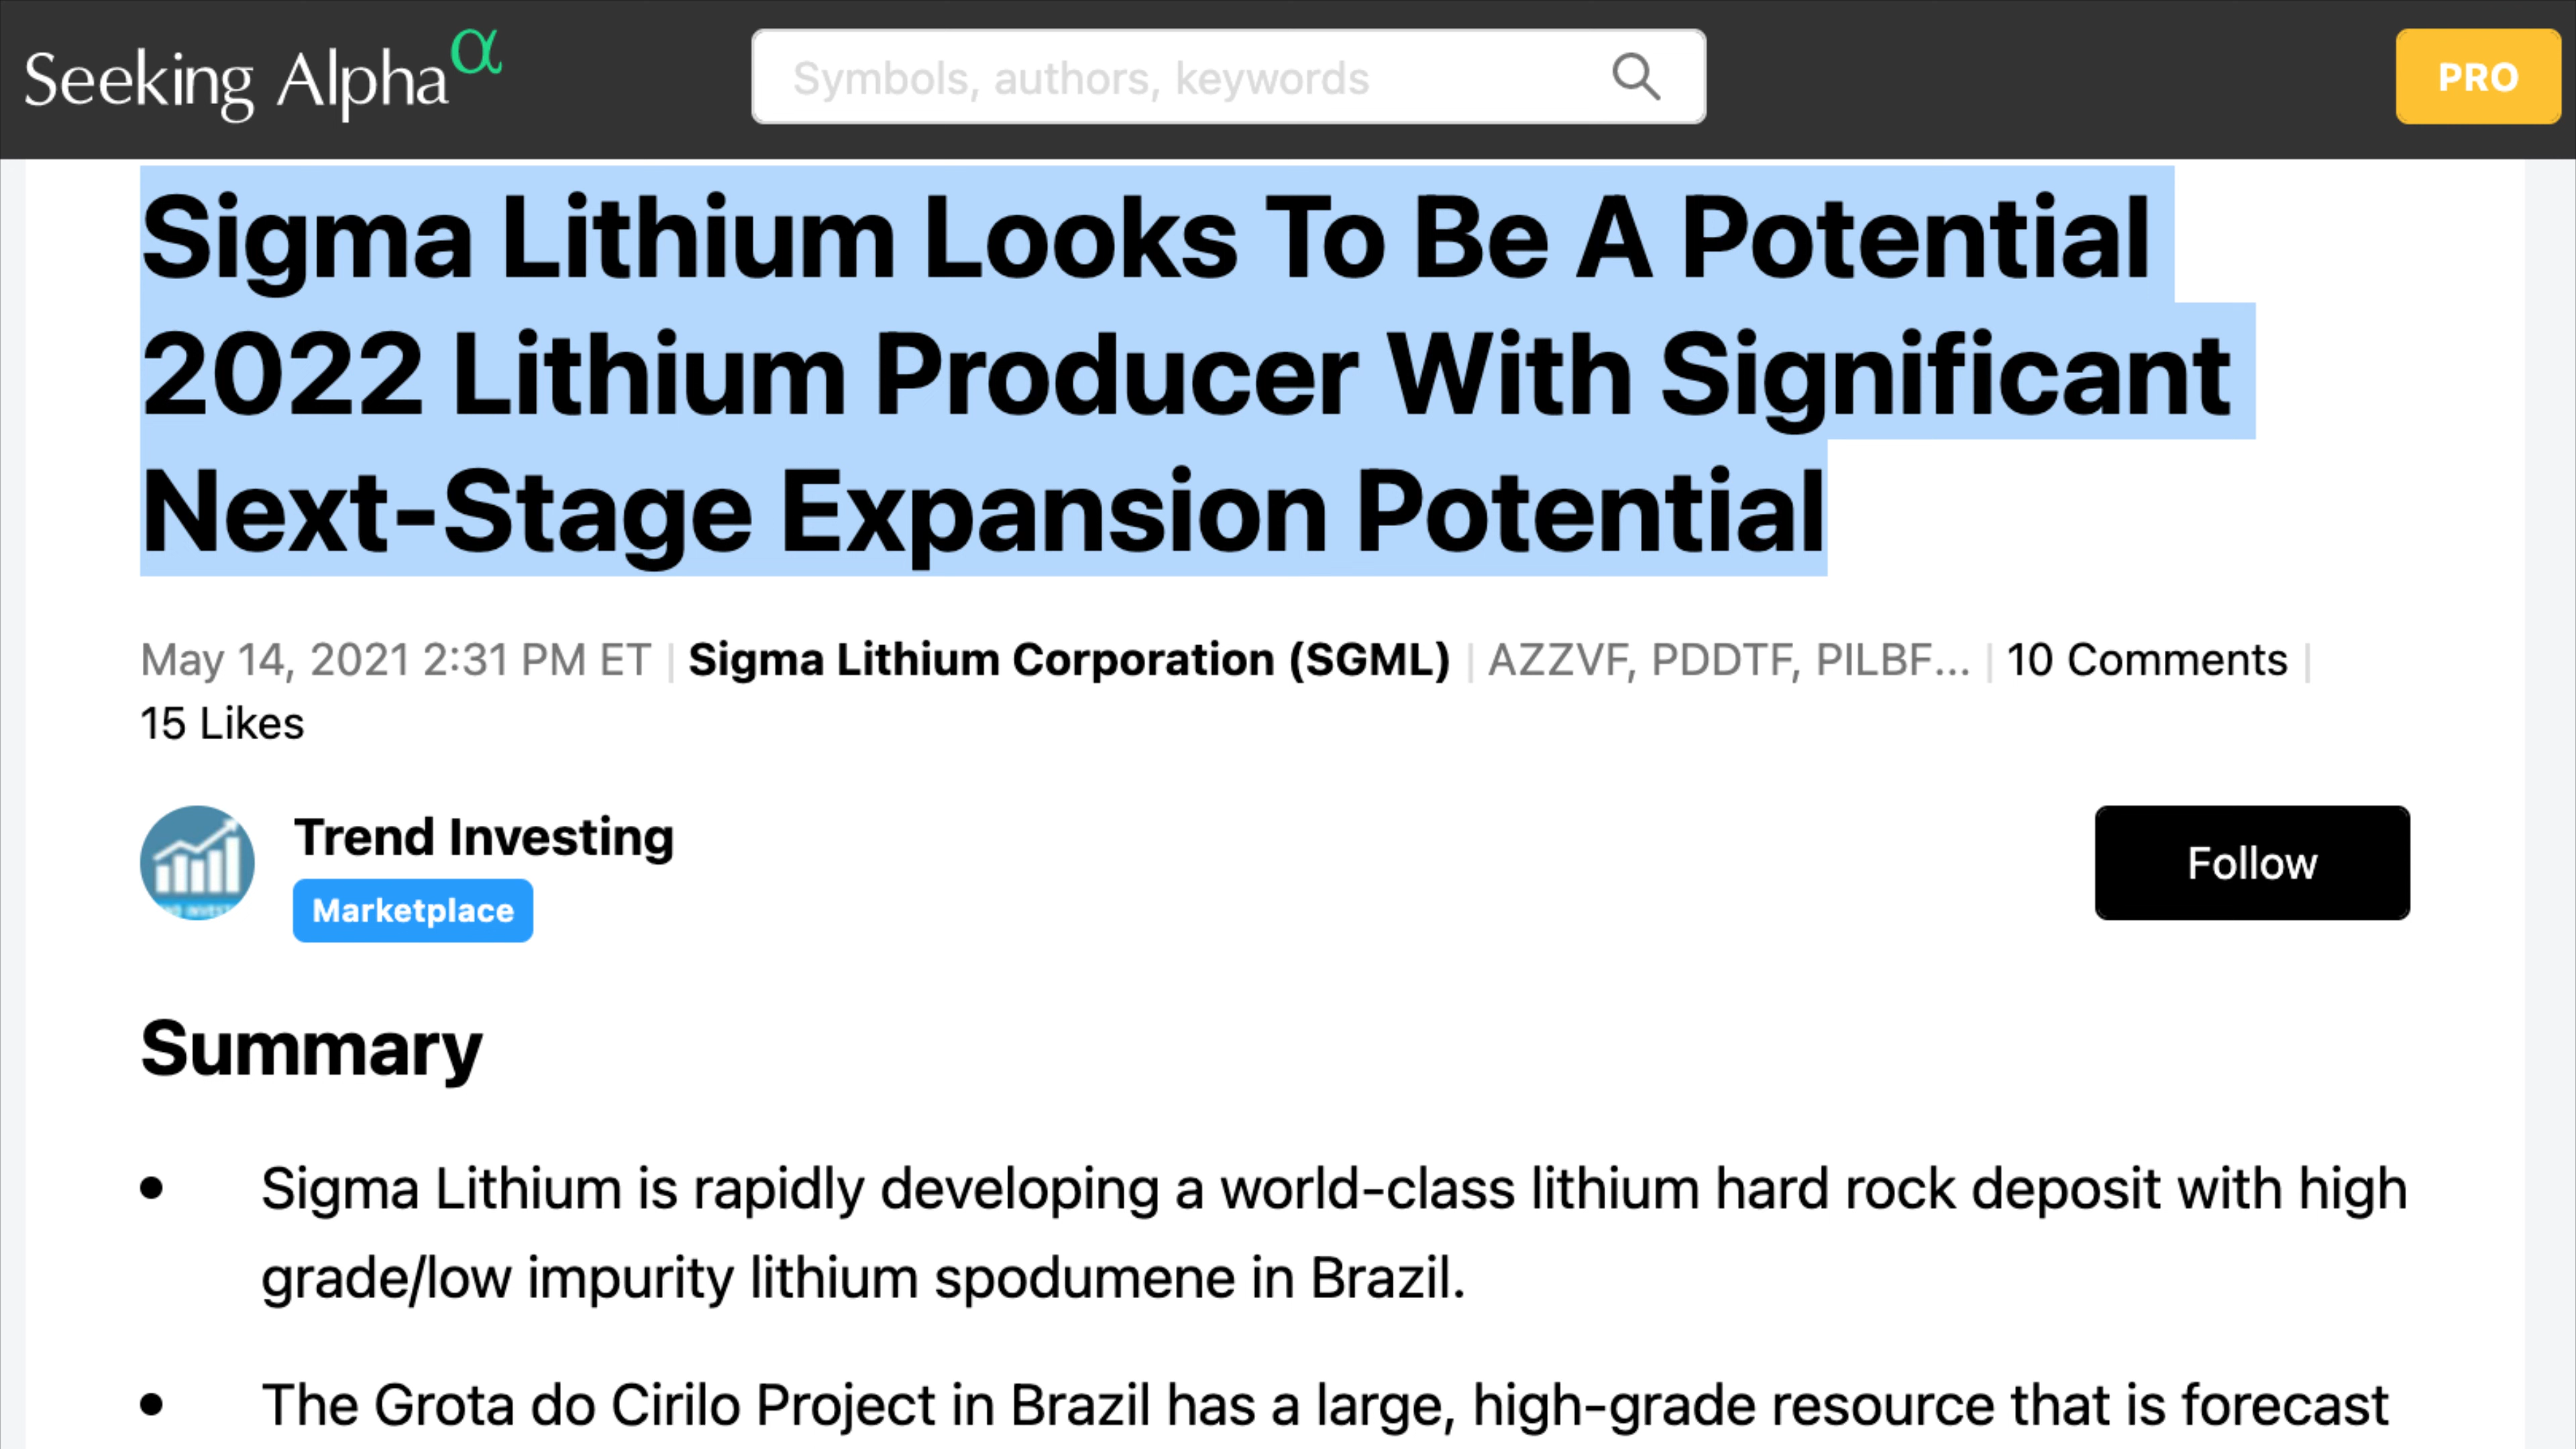 Seeking Alpha α
Symbols, authors, keywords
PRO
Sigma Lithium Looks To Be A Potential
2022 Lithium Producer With Significant
Next-Stage Expansion Potential
May 14, 2021 2:31 PM ET | Sigma Lithium Corporation (SGML) | AZZVF, PDDTF, PILBF... | 10 Comments |
15 Likes
Trend Investing
Marketplace
Follow
Summary
• Sigma Lithium is rapidly developing a world-class lithium hard rock deposit with high
grade/low impurity lithium spodumene in Brazil.
• The Grota do Cirilo Project in Brazil has a large, high-grade resource that is forecast